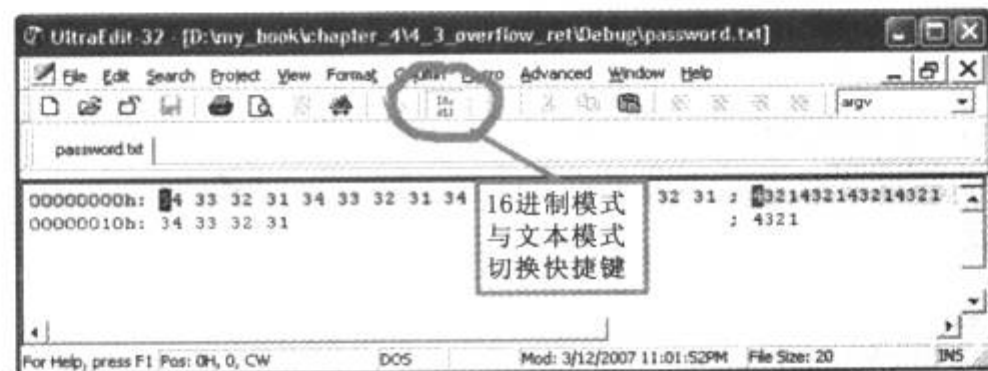 UltraEdit-32 - [D:\my_book\chapter_4\4_3_overflow_ret\Debug\password.txt]
File Edit Search Project View Format Advanced Window Help
argv
password.txt
00000000h: 34 33 32 31 34 33 32 31 34 32 31 ; 4321432143214321
00000010h: 34 33 32 31 ; 4321
16进制模式
与文本模式
切换快捷键
For Help, press F1 Pos: 0H, 0, CW DOS Mod: 3/12/2007 11:01:52PM File Size: 20 INS